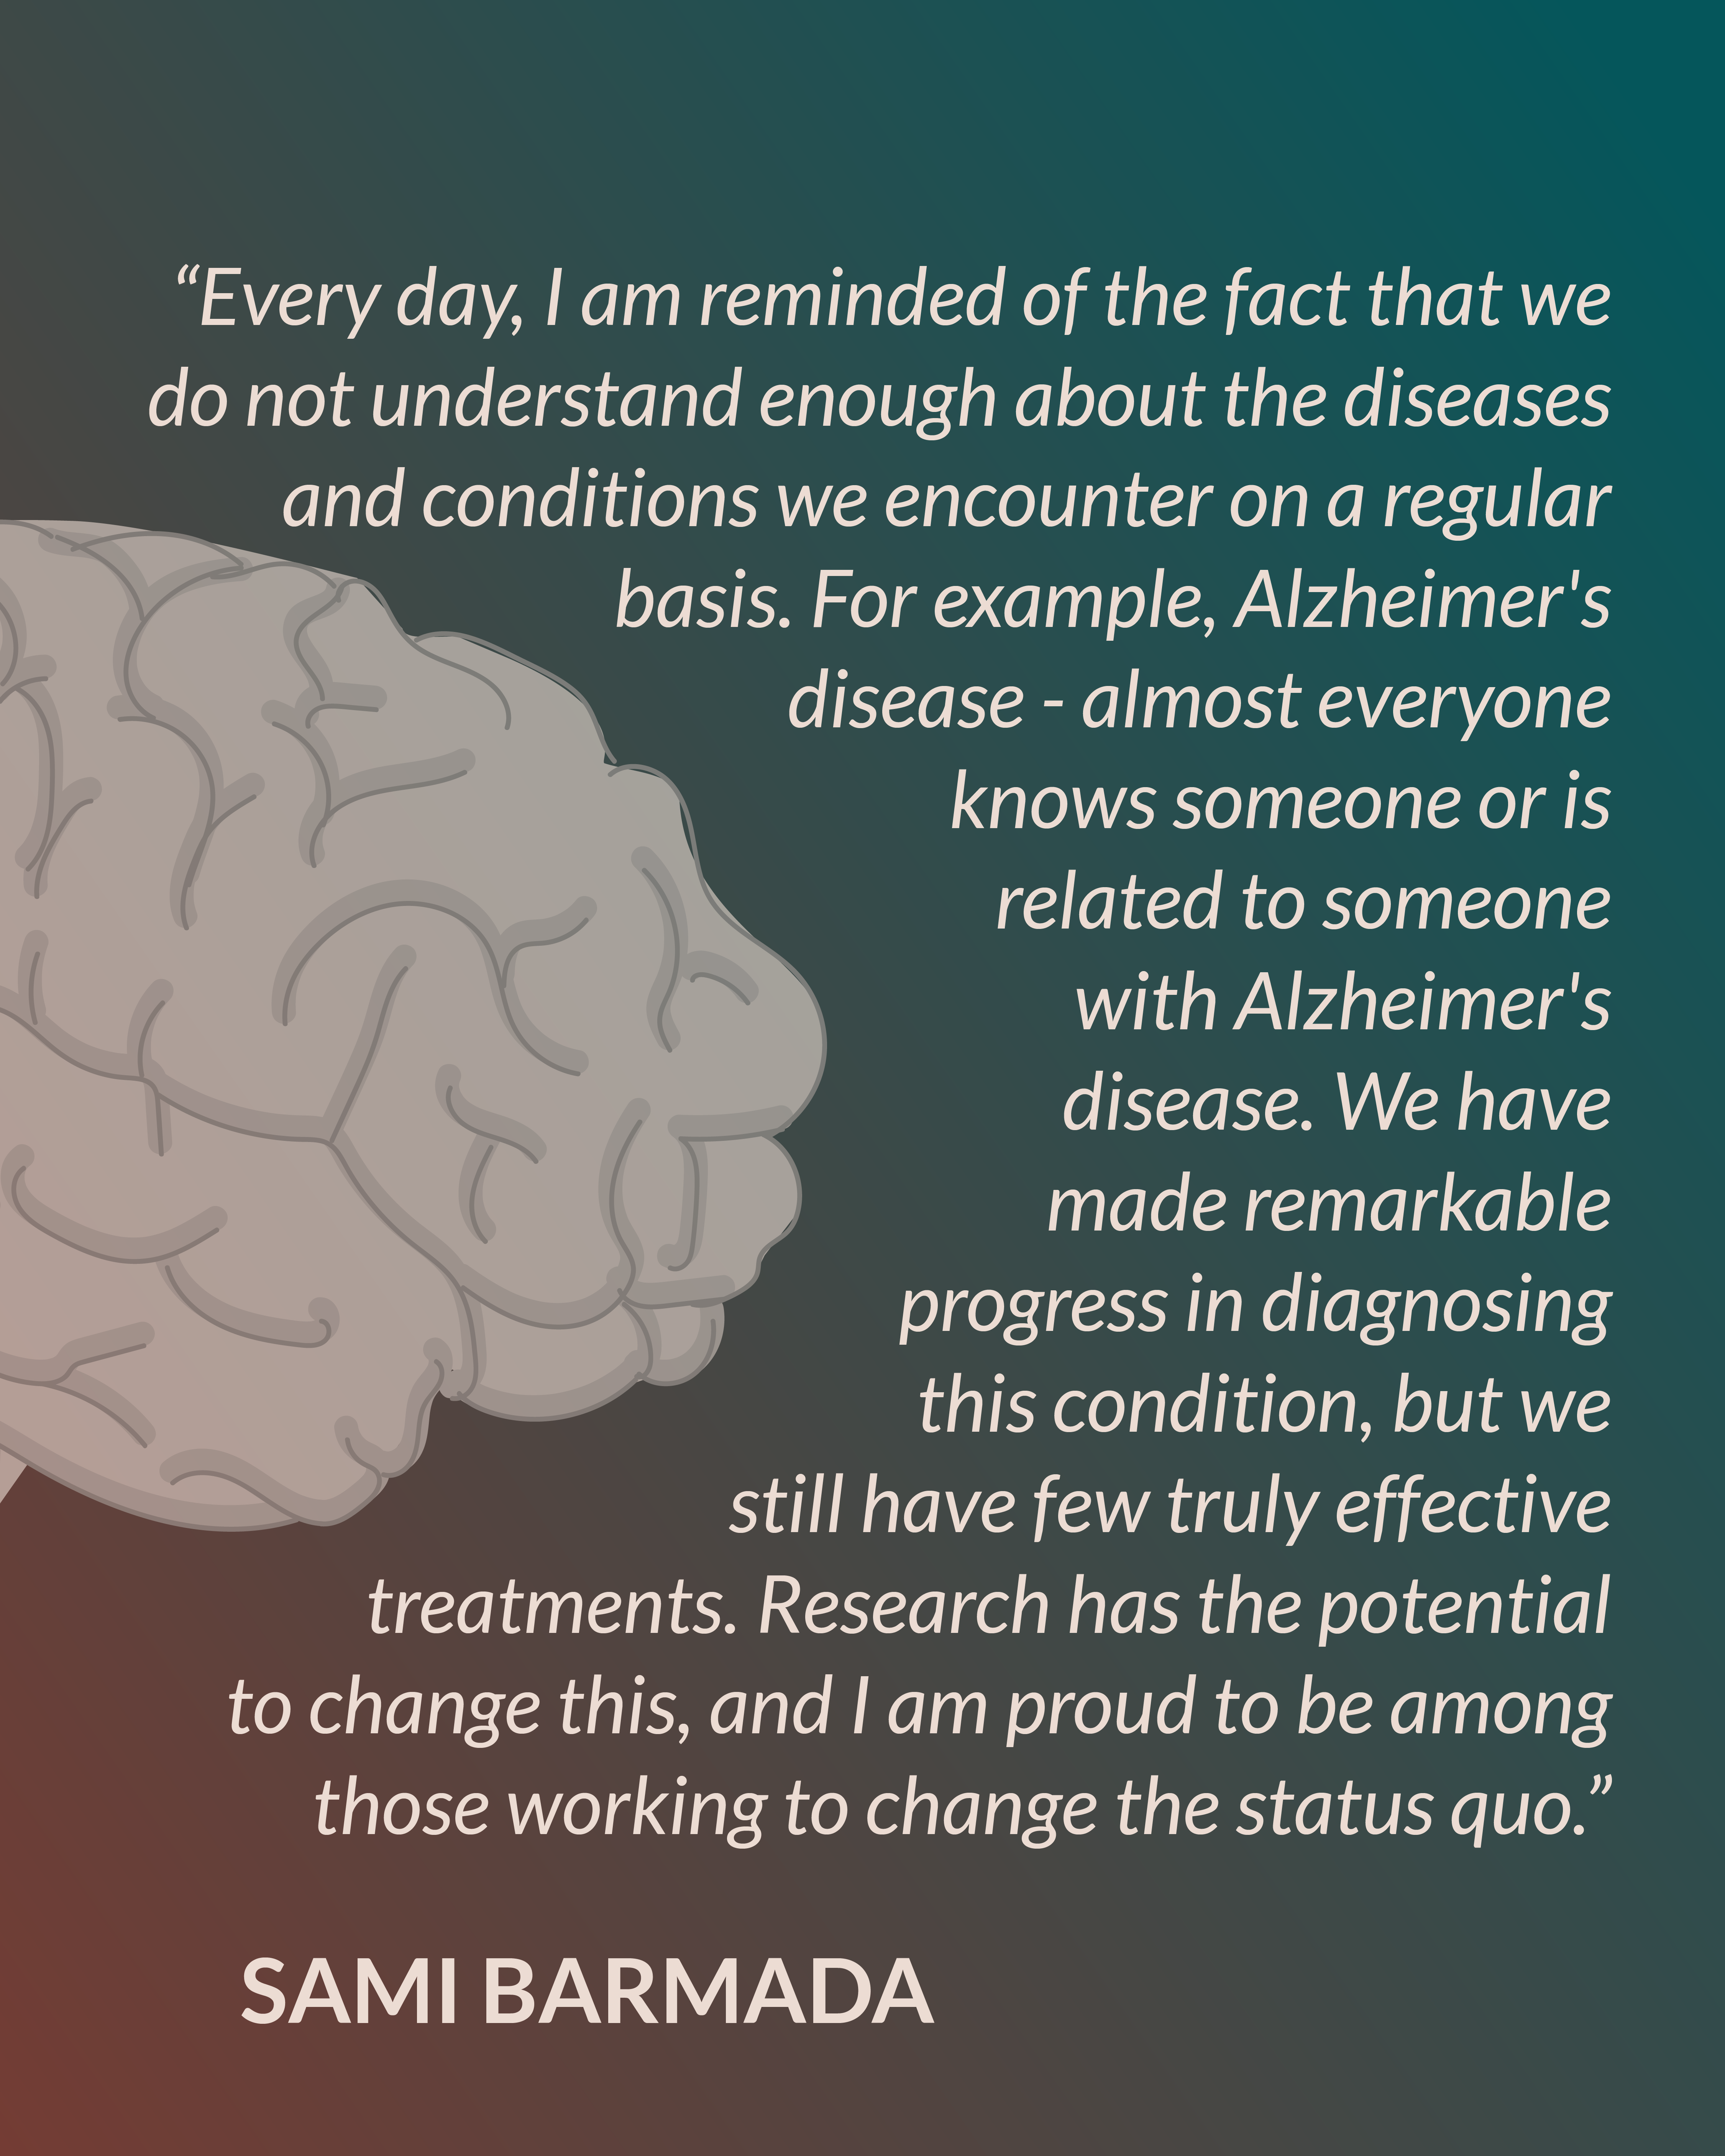 “Every day, I am reminded of the fact that we
do not understand enough about the diseases
and conditions we encounter on a regular
basis. For example, Alzheimer's
disease - almost everyone
knows someone or is
related to someone
with Alzheimer's
disease. We have
made remarkable
progress in diagnosing
this condition, but we
still have few truly effective
treatments. Research has the potential
to change this, and I am proud to be among
those working to change the status quo.”
SAMI BARMADA